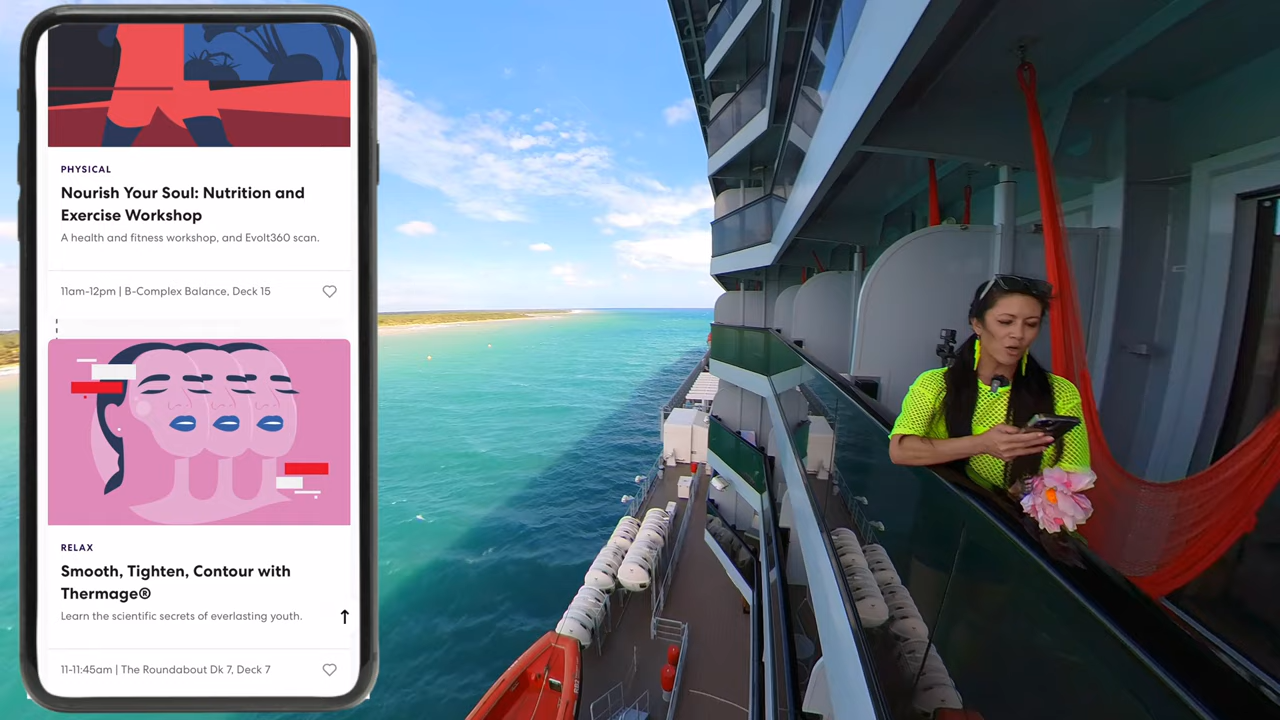 PHYSICAL
Nourish Your Soul: Nutrition and
Exercise Workshop
A health and fitness workshop, and Evolt360 scan.
11am-12pm | B-Complex Balance, Deck 15
RELAX
Smooth, Tighten, Contour with
Thermage®
Learn the scientific secrets of everlasting youth.
11-11:45am | The Roundabout Dk 7, Deck 7